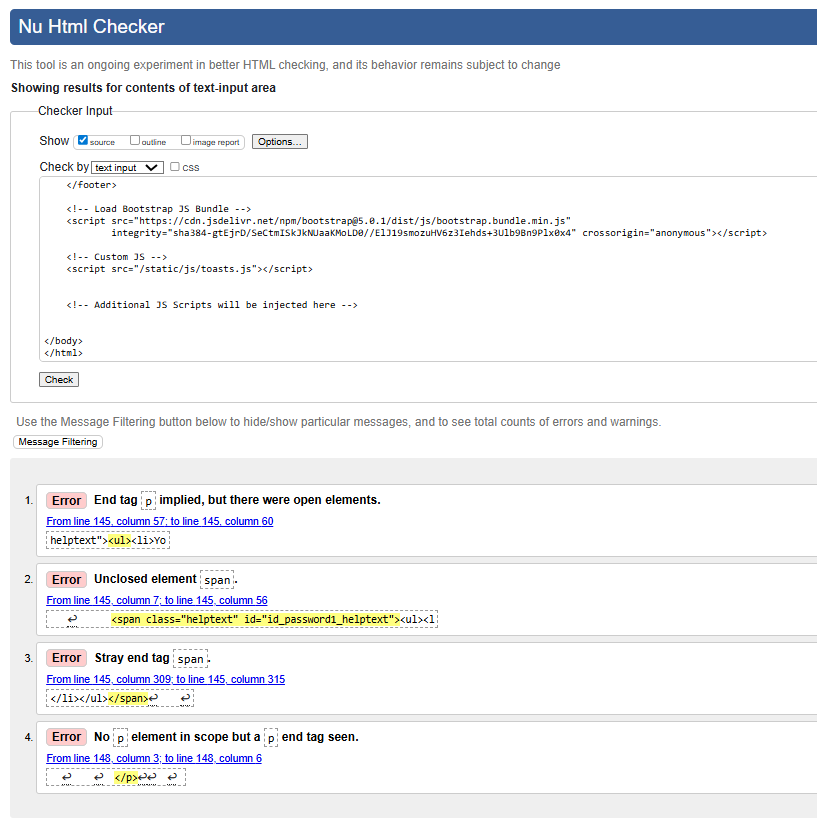 Nu Html Checker
This tool is an ongoing experiment in better HTML checking, and its behavior remains subject to change
Showing results for contents of text-input area
Checker Input
Show source outline image report Options...
Check by text input css
</footer>
<!-- Load Bootstrap JS Bundle -->
<script src="https://cdn.jsdelivr.net/npm/bootstrap@5.0.1/dist/js/bootstrap.bundle.min.js"
integrity="sha384-gtEjrD/SeCtmISkJkNUaaKMoLD0//ElJ19smozuHV6z3Iehds+3Ulb9Bn9Plx0x4" crossorigin="anonymous"></script>
<!-- Custom JS -->
<script src="/static/js/toasts.js"></script>
<!-- Additional JS Scripts will be injected here -->
</body>
</html>
Check
Use the Message Filtering button below to hide/show particular messages, and to see total counts of errors and warnings.
Message Filtering
1. Error End tag p implied, but there were open elements.
From line 145, column 57; to line 145, column 60
helptext"><ul><li>Yo
2. Error Unclosed element span.
From line 145, column 7; to line 145, column 56
↩ <span class="helptext" id="id_password1_helptext"><ul><l
3. Error Stray end tag span.
From line 145, column 309; to line 145, column 315
</li></ul></span>↩ ↩
4. Error No p element in scope but a p end tag seen.
From line 148, column 3; to line 148, column 6
↩ ↩ </p>↩↩ ↩